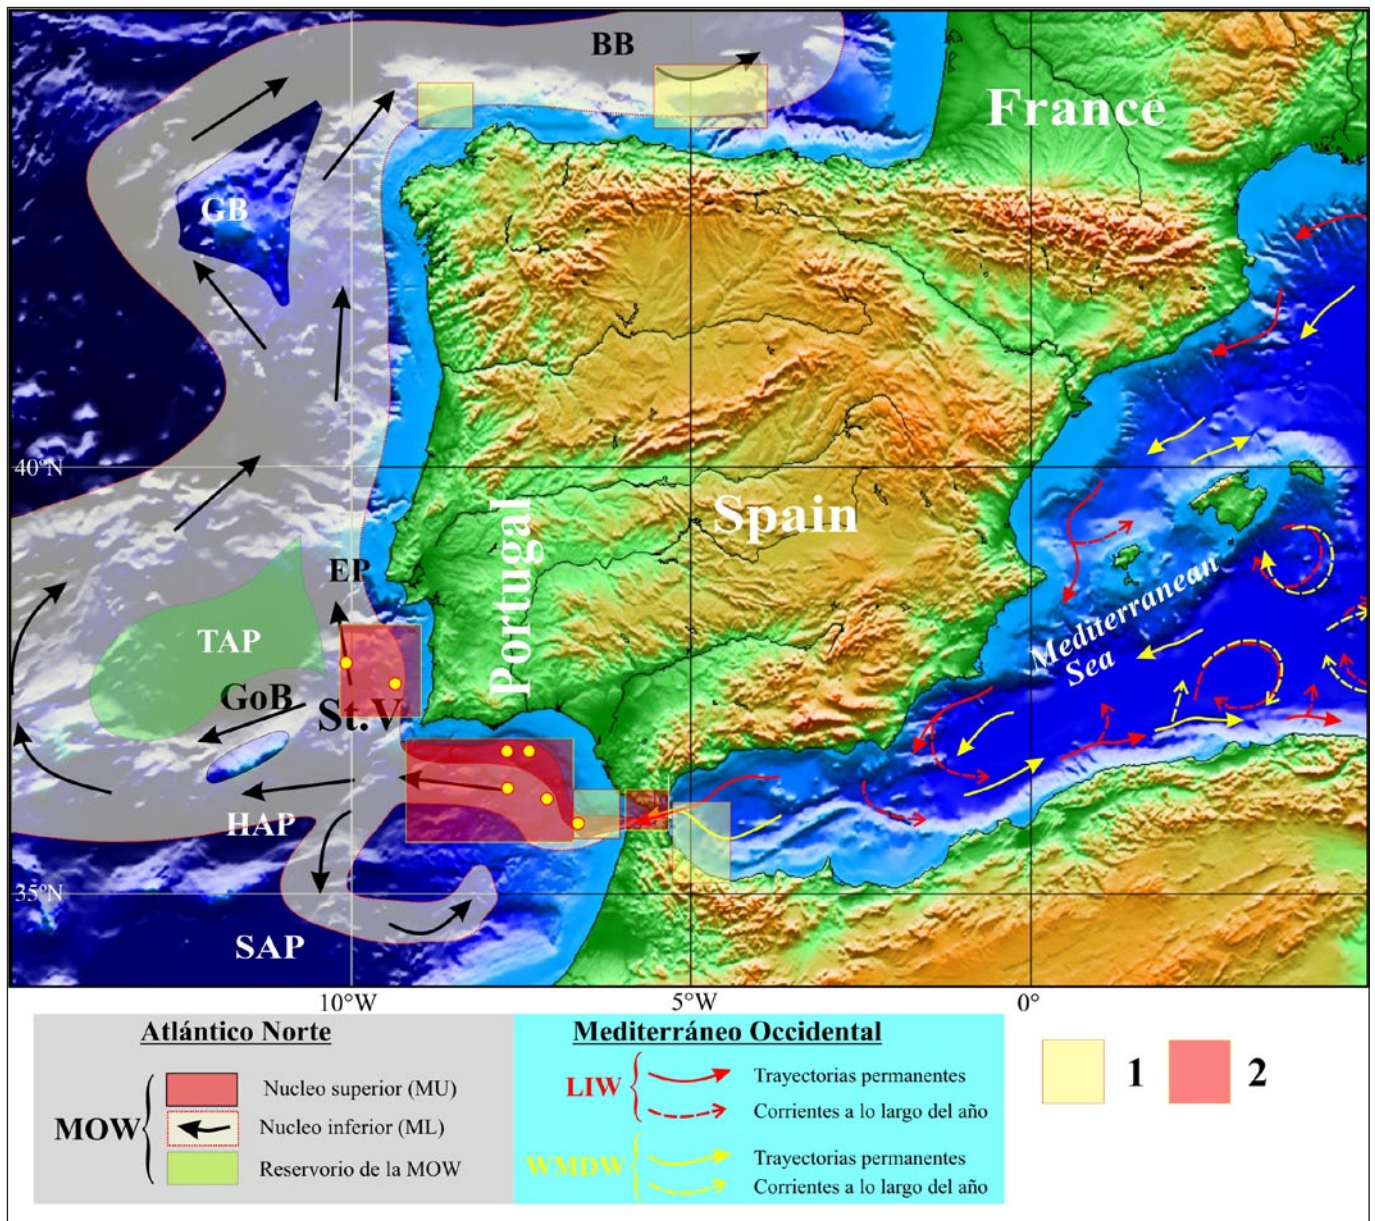 BB
France
GB
40°N
Spain
Portugal
EP
TAP
Mediterranean
Sea
GoB
St.V
HAP
35°N
SAP
10°W
5°W
0°
Atlántico Norte
MOW
Nucleo superior (MU)
Nucleo inferior (ML)
Reservorio de la MOW
Mediterráneo Occidental
LIW
Trayectorias permanentes
Corrientes a lo largo del año
WMDW
Trayectorias permanentes
Corrientes a lo largo del año
1
2